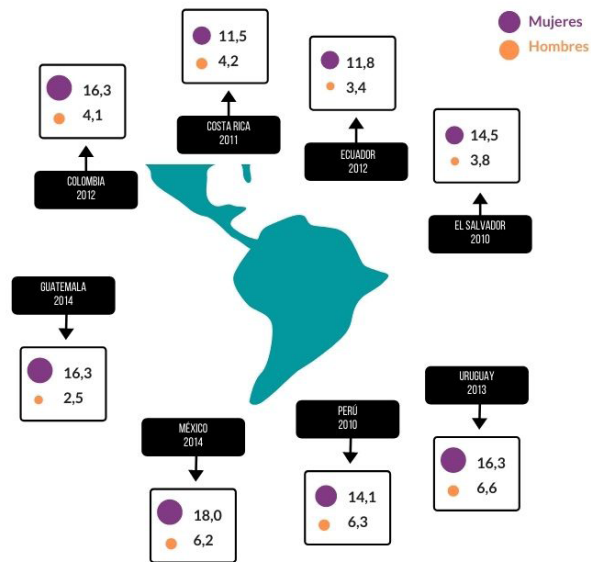 Mujeres
Hombres
11,5
4,2
COSTA RICA
2011
11,8
3,4
ECUADOR
2012
16,3
4,1
COLOMBIA
2012
14,5
3,8
EL SALVADOR
2010
GUATEMALA
2014
16,3
2,5
MÉXICO
2014
18,0
6,2
PERÚ
2010
14,1
6,3
URUGUAY
2013
16,3
6,6